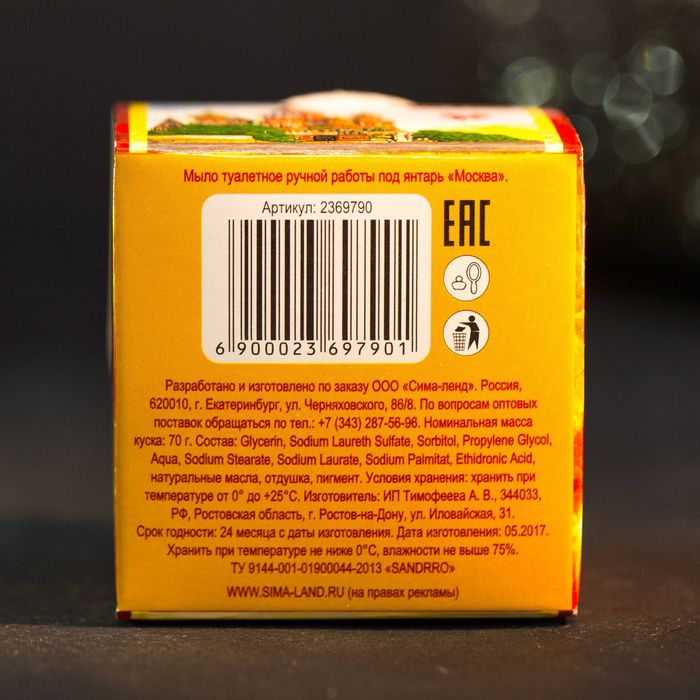 Мыло туалетное ручной работы под янтарь «Москва».
Артикул: 2369790
EAC
6 900023 697901
Разработано и изготовлено по заказу ООО «Сима-ленд». Россия,
620010, г. Екатеринбург, ул. Черняховского, 86/8. По вопросам оптовых
поставок обращаться по тел.: +7 (343) 287-56-96. Номинальная масса
куска: 70 г. Состав: Glycerin, Sodium Laureth Sulfate, Sorbitol, Propylene Glycol,
Aqua, Sodium Stearate, Sodium Laurate, Sodium Palmitat, Ethidronic Acid,
натуральные масла, отдушка, пигмент. Условия хранения: хранить при
температуре от 0° до +25°С. Изготовитель: ИП Тимофеева А. В., 344033,
РФ, Ростовская область, г. Ростов-на-Дону, ул. Иловайская, 31.
Срок годности: 24 месяца с даты изготовления. Дата изготовления: 05.2017.
Хранить при температуре не ниже 0°С, влажности не выше 75%.
ТУ 9144-001-01900044-2013 «SANDRRO»
WWW.SIMA-LAND.RU (на правах рекламы)